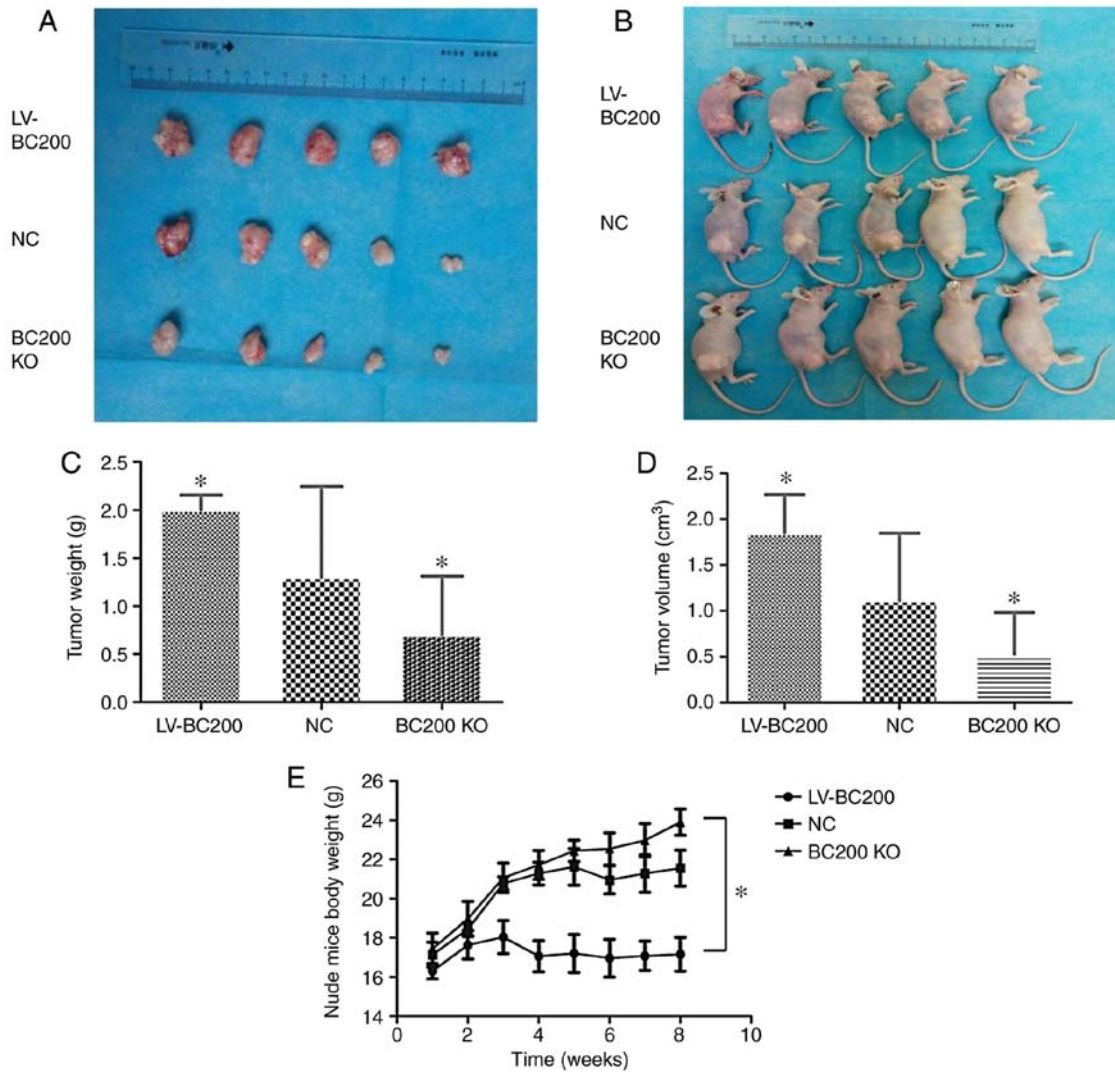 A
LV-
BC200
NC
BC200
KO
B
LV-
BC200
NC
BC200
KO
C
Tumor weight (g)
2.5
2.0
1.5
1.0
0.5
0.0
*
*
LV-BC200
NC
BC200 KO
D
Tumor volume (cm³)
2.5
2.0
1.5
1.0
0.5
0.0
*
*
LV-BC200
NC
BC200 KO
E
Nude mice body weight (g)
26
24
22
20
18
16
14
0
2
4
6
8
10
Time (weeks)
LV-BC200
NC
BC200 KO
*